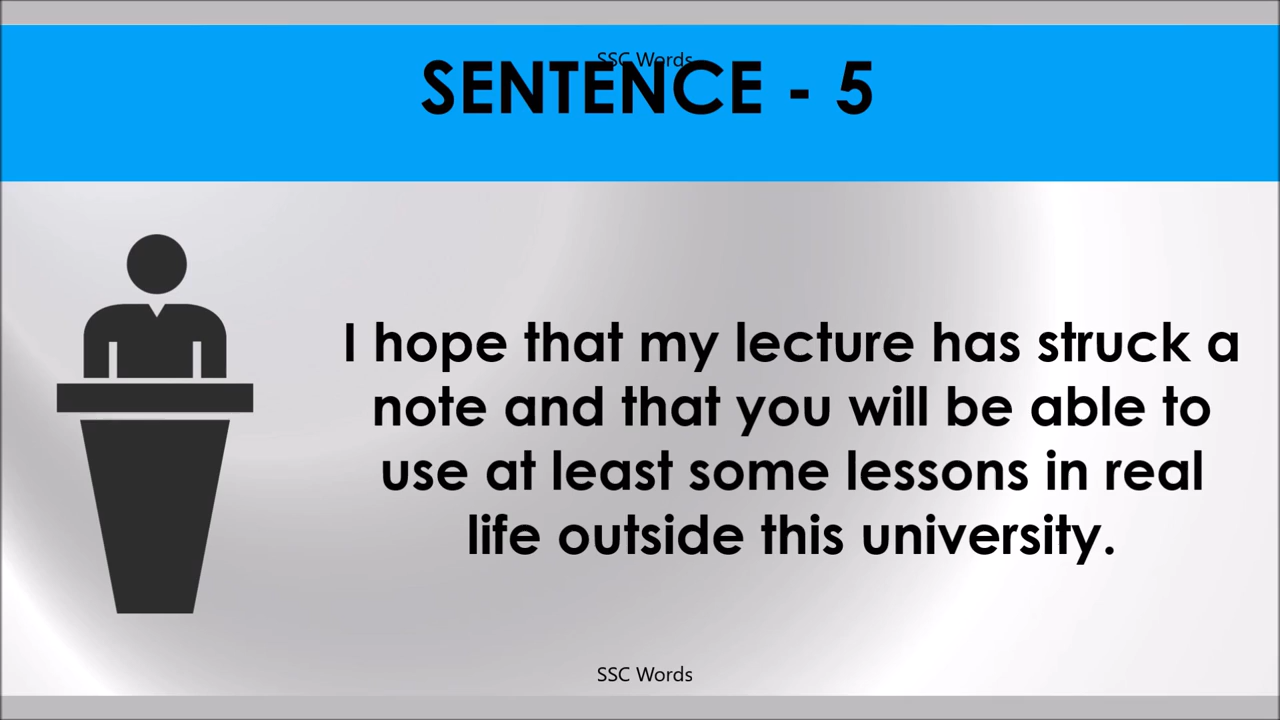 SSC Words
SENTENCE - 5
I hope that my lecture has struck a
note and that you will be able to
use at least some lessons in real
life outside this university.
SSC Words